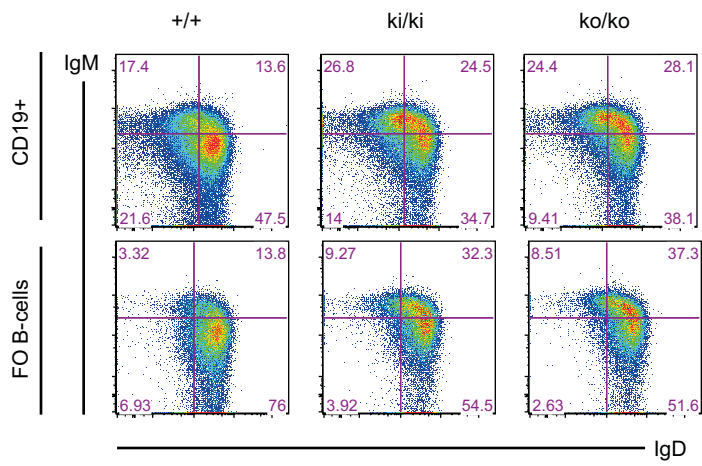 +/+ ki/ki ko/ko
IgM
CD19+
17.4 13.6
21.6 47.5
26.8 24.5
14 34.7
24.4 28.1
9.41 38.1
FO B-cells
3.32 13.8
6.93 76
9.27 32.3
3.92 54.5
8.51 37.3
2.63 51.6
IgD